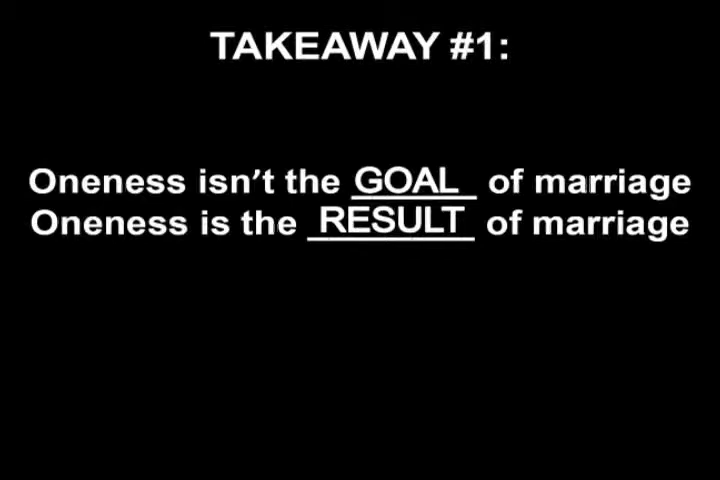 TAKEAWAY #1:
Oneness isn't the GOAL of marriage
Oneness is the RESULT of marriage